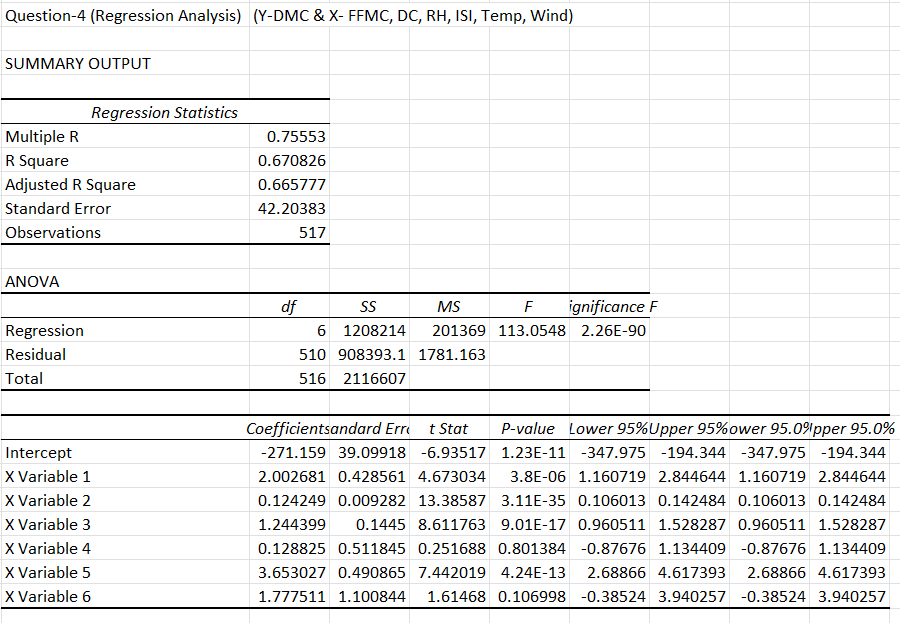 Question-4 (Regression Analysis) (Y-DMC & X- FFMC, DC, RH, ISI, Temp, Wind)
SUMMARY OUTPUT
Regression Statistics
Multiple R 0.75553
R Square 0.670826
Adjusted R Square 0.665777
Standard Error 42.20383
Observations 517
ANOVA
df SS MS F ignificance F
Regression 6 1208214 201369 113.0548 2.26E-90
Residual 510 908393.1 1781.163
Total 516 2116607
Coefficients andard Erro t Stat P-value Lower 95% Upper 95% ower 95.0% pper 95.0%
Intercept -271.159 39.09918 -6.93517 1.23E-11 -347.975 -194.344 -347.975 -194.344
X Variable 1 2.002681 0.428561 4.673034 3.8E-06 1.160719 2.844644 1.160719 2.844644
X Variable 2 0.124249 0.009282 13.38587 3.11E-35 0.106013 0.142484 0.106013 0.142484
X Variable 3 1.244399 0.1445 8.611763 9.01E-17 0.960511 1.528287 0.960511 1.528287
X Variable 4 0.128825 0.511845 0.251688 0.801384 -0.87676 1.134409 -0.87676 1.134409
X Variable 5 3.653027 0.490865 7.442019 4.24E-13 2.68866 4.617393 2.68866 4.617393
X Variable 6 1.777511 1.100844 1.61468 0.106998 -0.38524 3.940257 -0.38524 3.940257